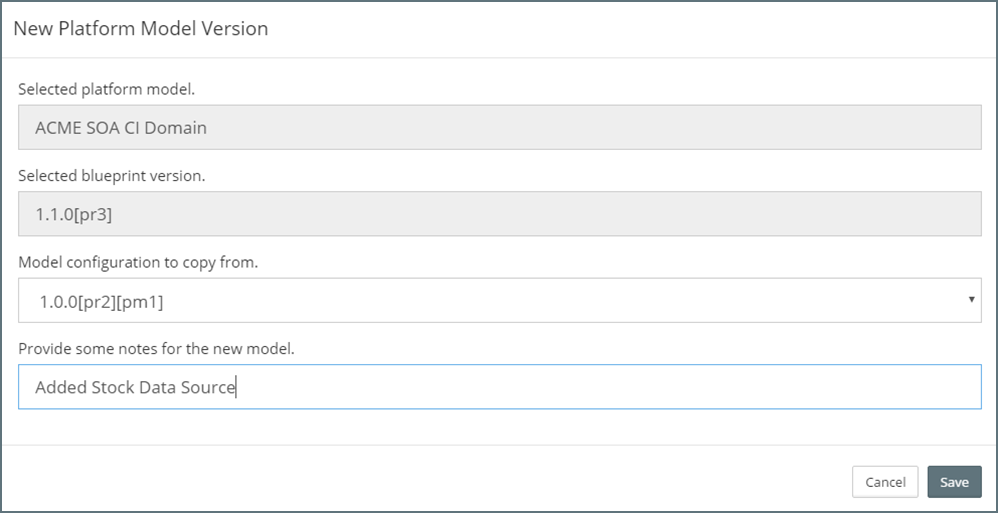 New Platform Model Version
Selected platform model.
ACME SOA CI Domain
Selected blueprint version.
1.1.0[pr3]
Model configuration to copy from.
1.0.0[pr2][pm1]
Provide some notes for the new model.
Added Stock Data Source
Cancel Save